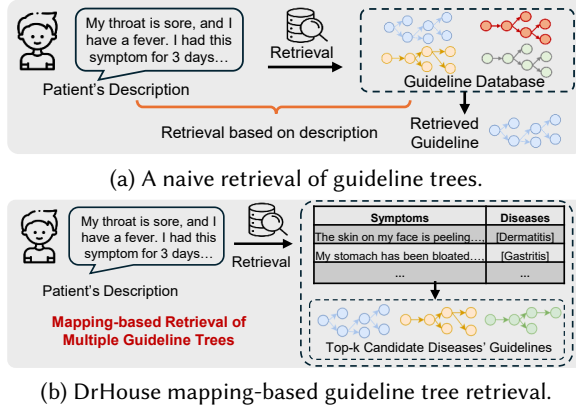 My throat is sore, and I
have a fever. I had this
symptom for 3 days...
Patient's Description
Retrieval
Guideline Database
Retrieval based on description
Retrieved
Guideline
(a) A naive retrieval of guideline trees.
My throat is sore, and I
have a fever. I had this
symptom for 3 days...
Patient's Description
Retrieval
Mapping-based Retrieval of
Multiple Guideline Trees
Symptoms Diseases
The skin on my face is peeling.... [Dermatitis]
My stomach has been bloated.... [Gastritis]
... ...
Top-k Candidate Diseases' Guidelines
(b) DrHouse mapping-based guideline tree retrieval.